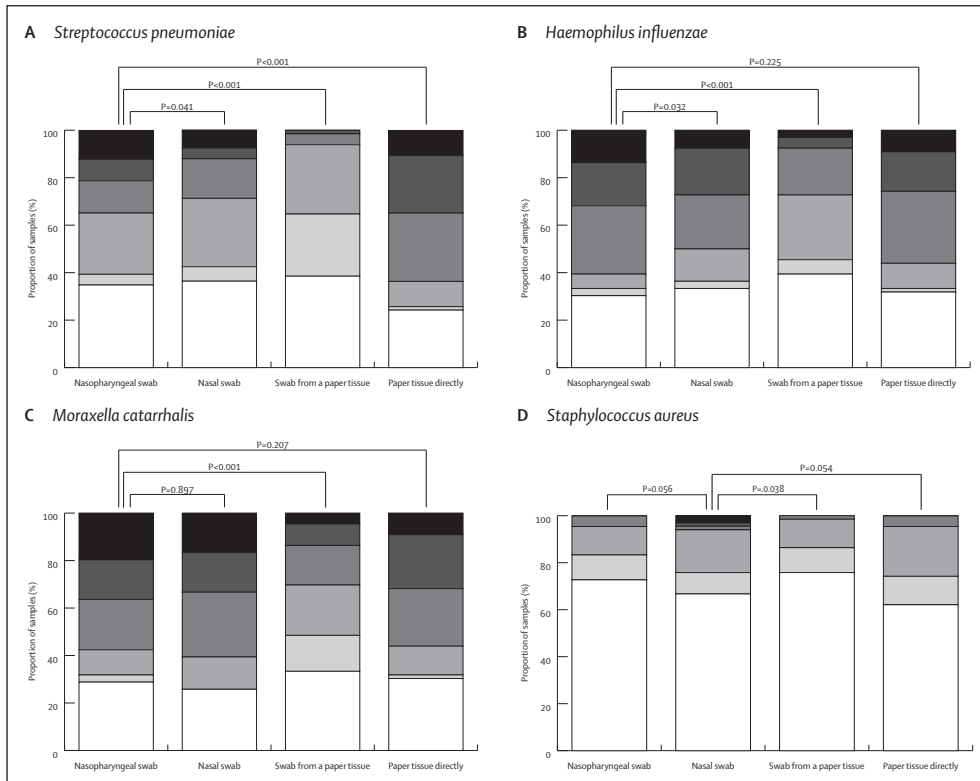 A Streptococcus pneumoniae
P<0.001
P<0.001
P=0.041
100
80
60
40
20
0
Proportion of samples (%)
Nasopharyngeal swab
Nasal swab
Swab from a paper tissue
Paper tissue directly
B Haemophilus influenzae
P=0.225
P<0.001
P=0.032
100
80
60
40
20
0
Proportion of samples (%)
Nasopharyngeal swab
Nasal swab
Swab from a paper tissue
Paper tissue directly
C Moraxella catarrhalis
P=0.207
P<0.001
P=0.897
100
80
60
40
20
0
Proportion of samples (%)
Nasopharyngeal swab
Nasal swab
Swab from a paper tissue
Paper tissue directly
D Staphylococcus aureus
P=0.054
P=0.056
P=.0.038
100
80
60
40
20
0
Proportion of samples (%)
Nasopharyngeal swab
Nasal swab
Swab from a paper tissue
Paper tissue directly